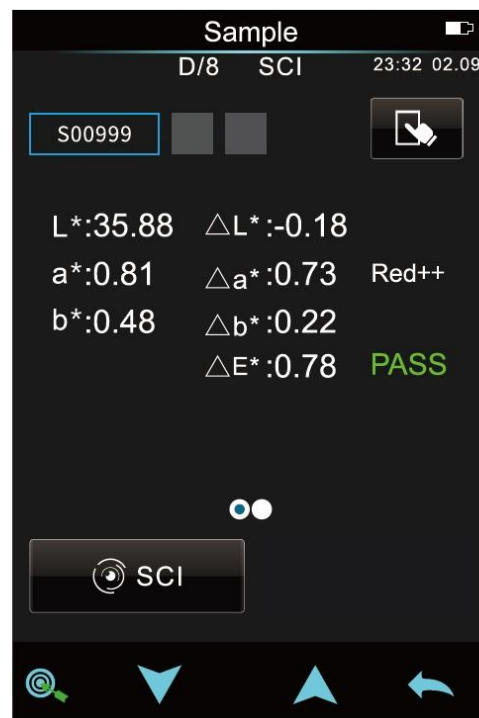 Sample
D/8 SCI 23:32 02.09
S00999
L*:35.88 △L*:-0.18
a*:0.81 △a*:0.73 Red++
b*:0.48 △b*:0.22
△E*:0.78 PASS
SCI